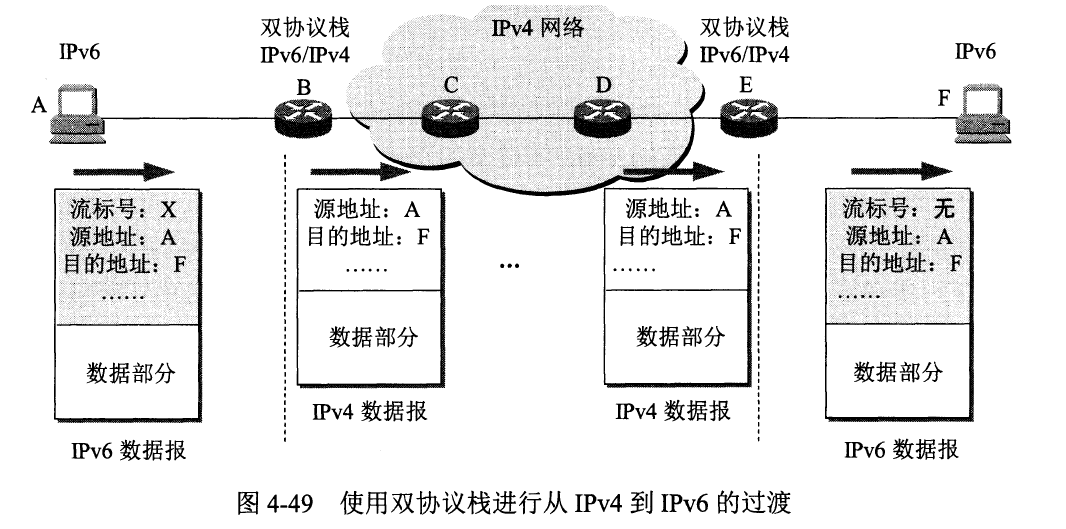 双协议栈
IPv6/IPv4
IPv4 网络
双协议栈
IPv6/IPv4
IPv6
IPv6
A
B
C
D
E
F
流标号：X
源地址：A
目的地址：F
……
数据部分
IPv6 数据报
源地址：A
目的地址：F
……
数据部分
IPv4 数据报
…
源地址：A
目的地址：F
……
数据部分
IPv4 数据报
流标号：无
源地址：A
目的地址：F
……
数据部分
IPv6 数据报
图 4-49 使用双协议栈进行从 IPv4 到 IPv6 的过渡